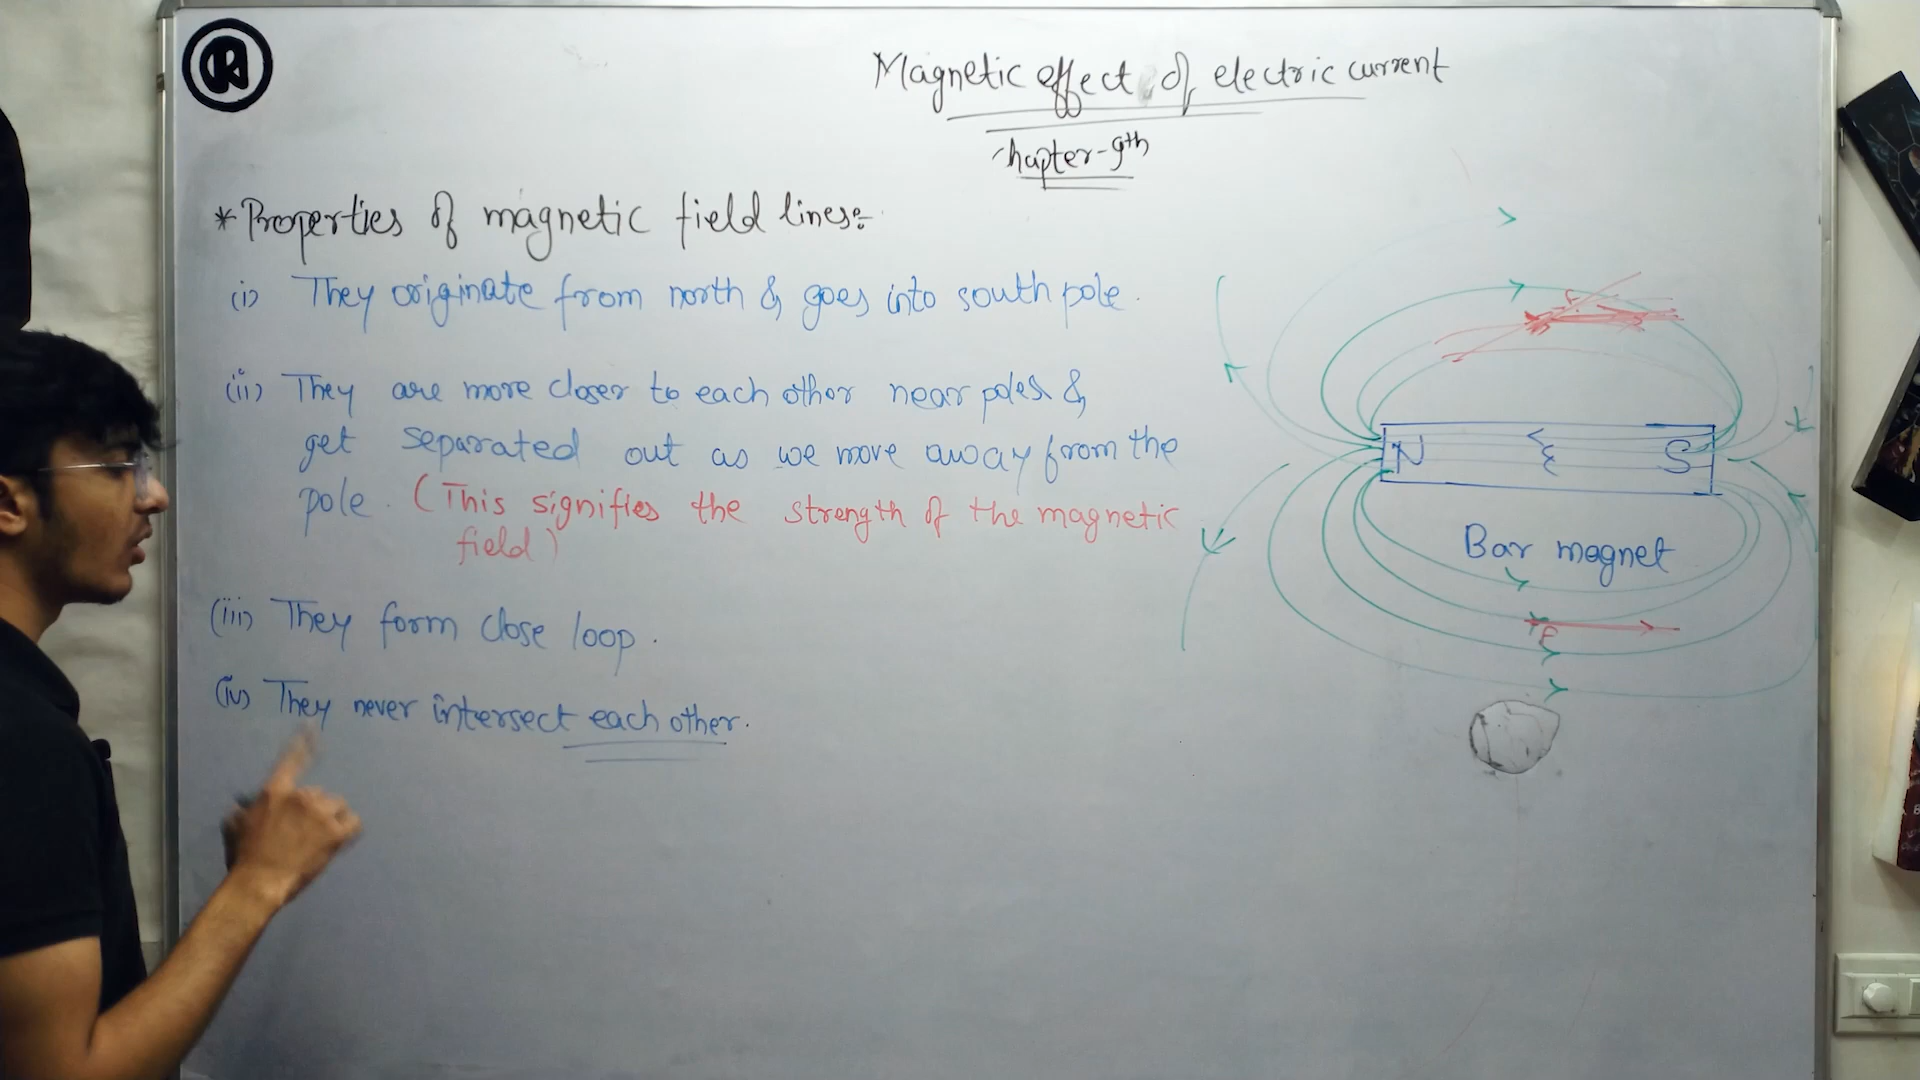 R
Magnetic effect of electric current
Chapter-9th
*Properties of magnetic field lines:-
(i) They originate from north & goes into south pole.
(ii) They are more closer to each other near poles &
get separated out as we move away from the
pole. (This signifies the strength of the magnetic
field)
(iii) They form close loop.
(iv) They never intersect each other.
N S
Bar magnet
P